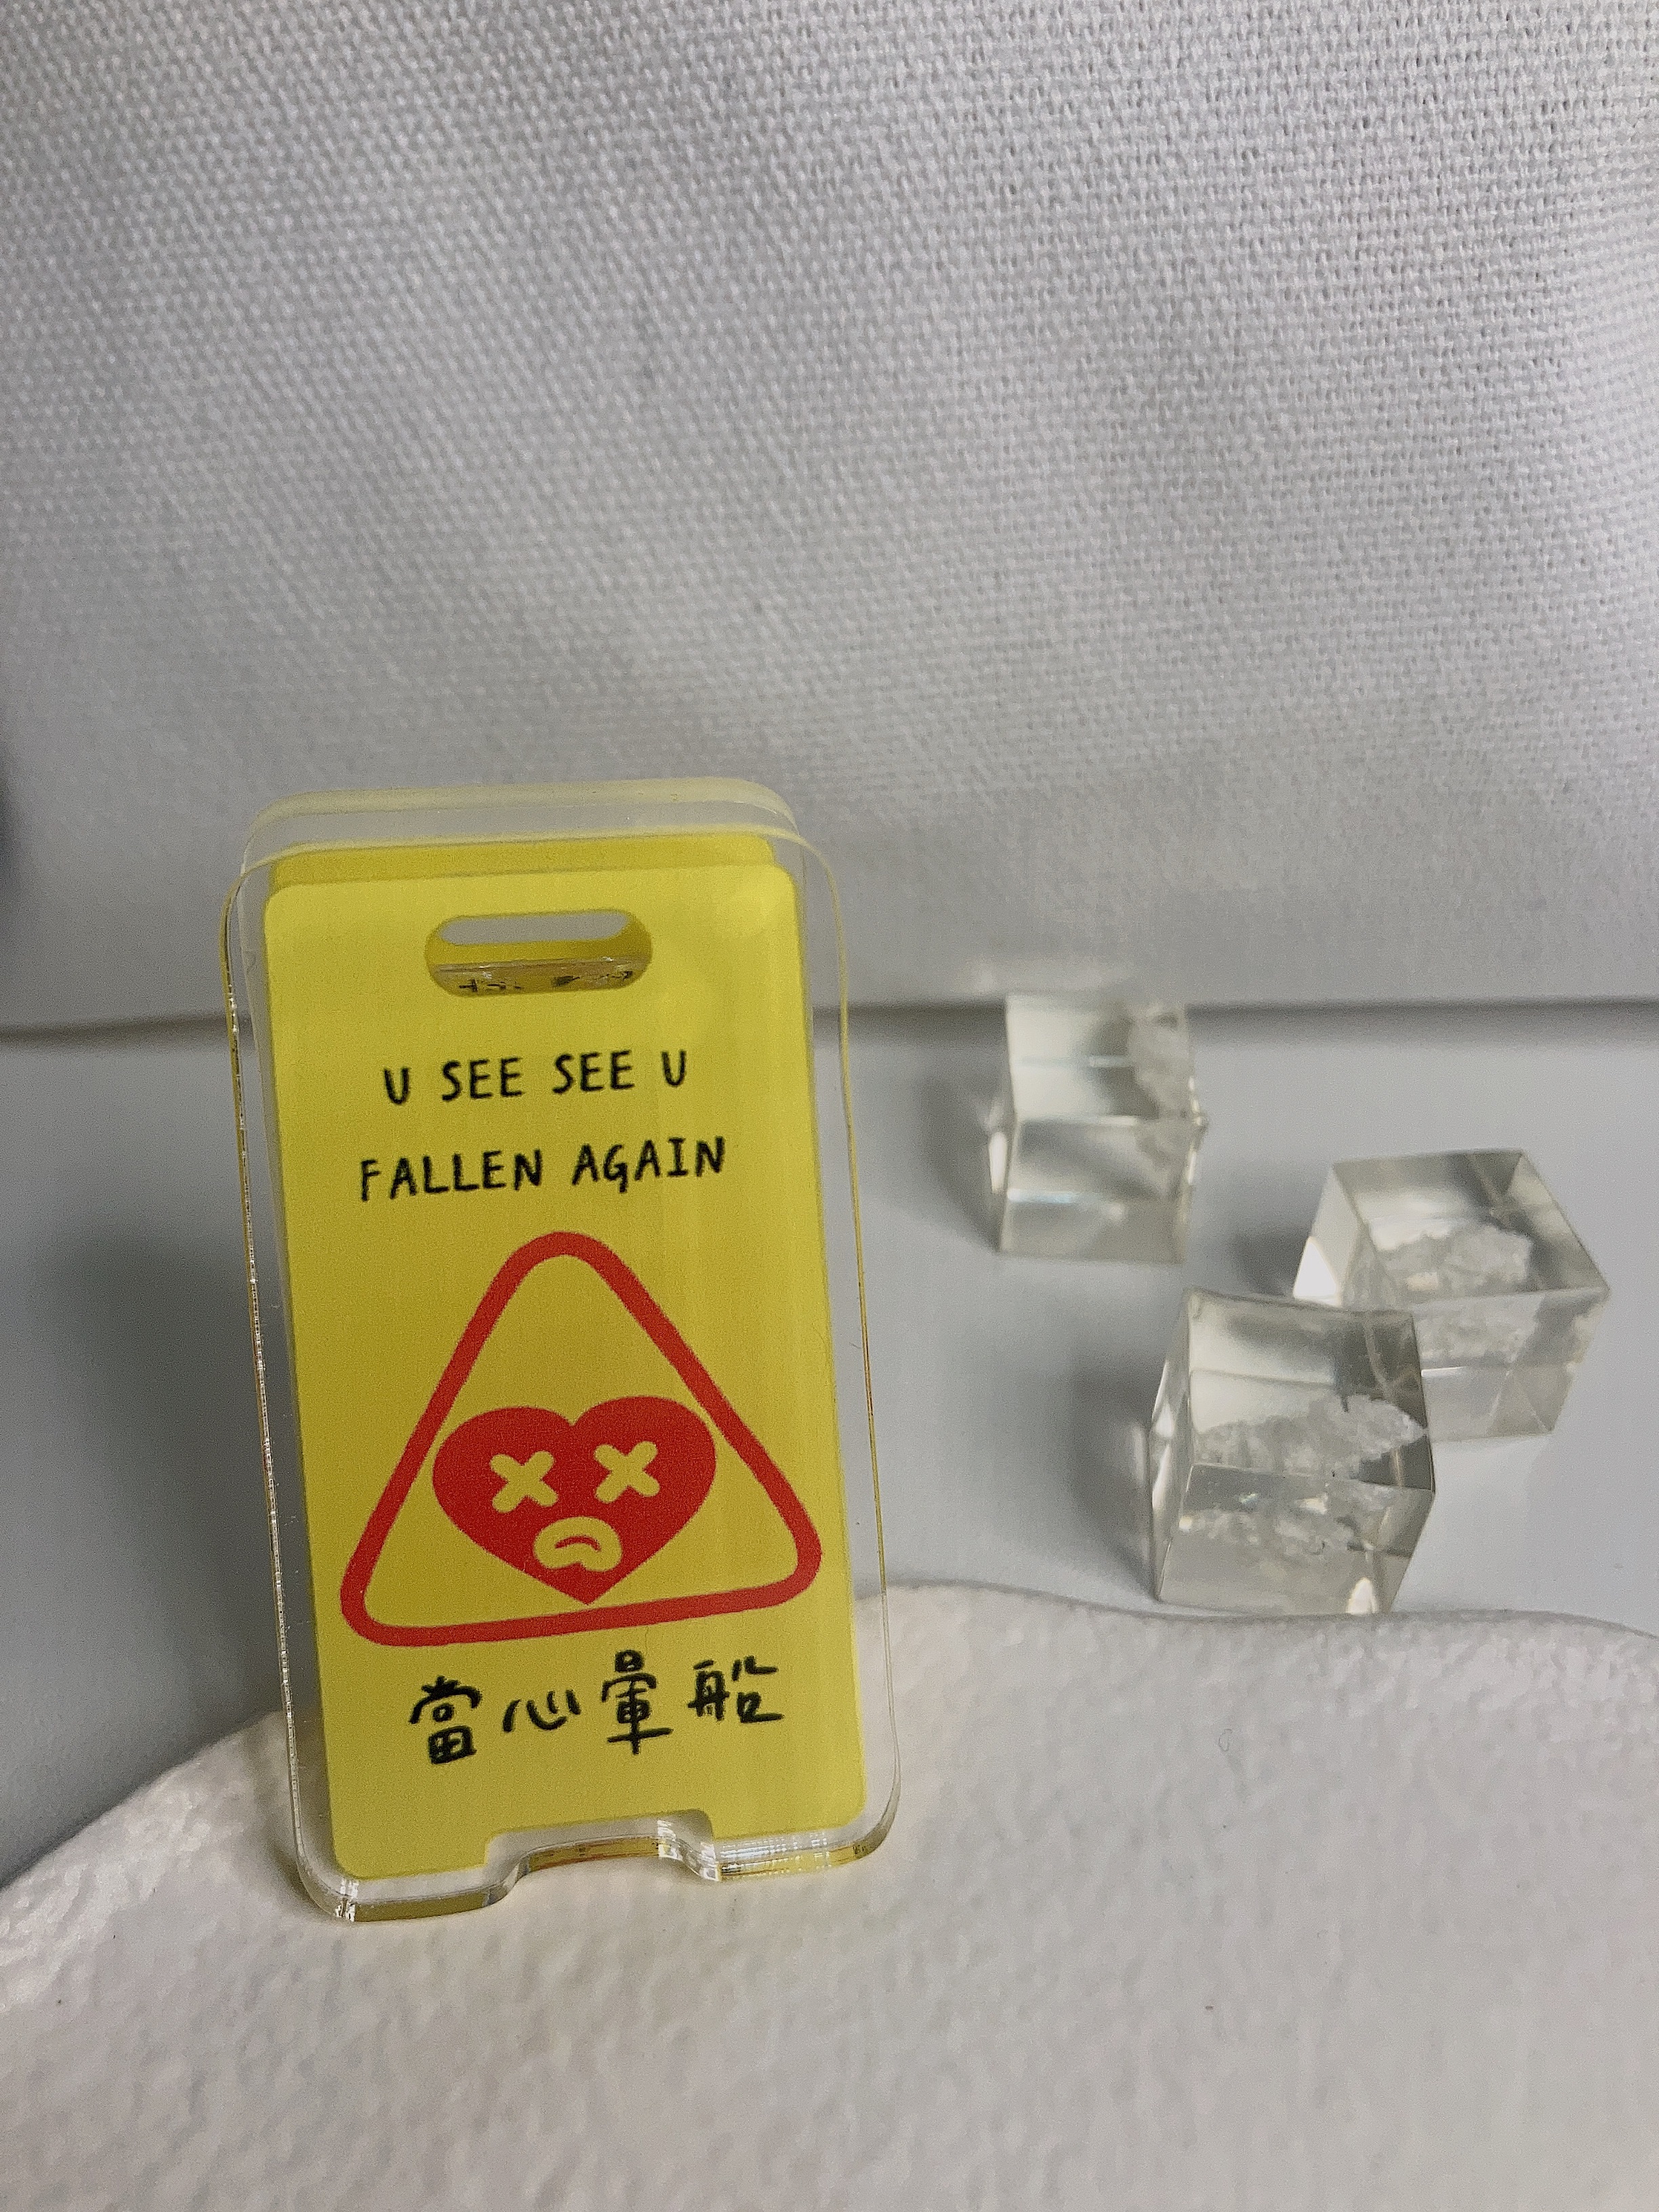 U SEE SEE U
FALLEN AGAIN
當心暈船